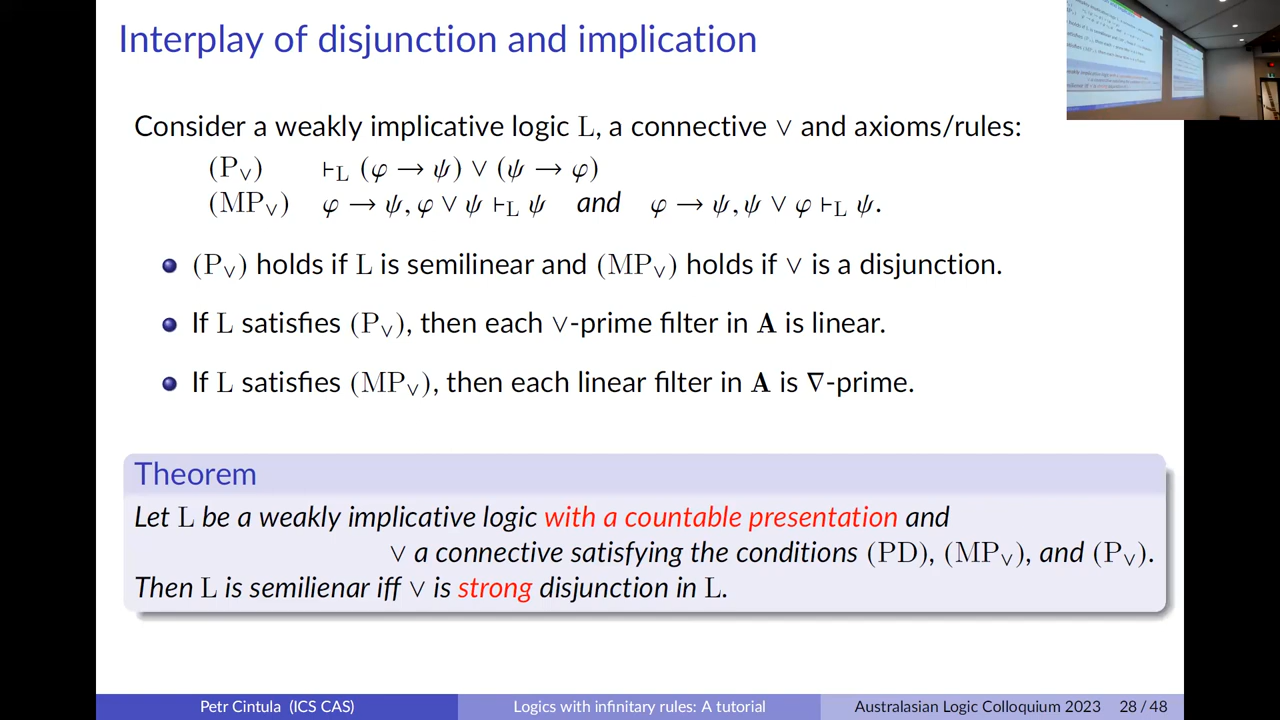 Interplay of disjunction and implication
Consider a weakly implicative logic L, a connective ∨ and axioms/rules:
(P∨) ⊢L (φ → ψ) ∨ (ψ → φ)
(MP∨) φ → ψ, φ ∨ ψ ⊢L ψ and φ → ψ, ψ ∨ φ ⊢L ψ.
(P∨) holds if L is semilinear and (MP∨) holds if ∨ is a disjunction.
If L satisfies (P∨), then each ∨-prime filter in A is linear.
If L satisfies (MP∨), then each linear filter in A is ∇-prime.
Theorem
Let L be a weakly implicative logic with a countable presentation and
∨ a connective satisfying the conditions (PD), (MP∨), and (P∨).
Then L is semilienar iff ∨ is strong disjunction in L.
Petr Cintula (ICS CAS) Logics with infinitary rules: A tutorial Australasian Logic Colloquium 2023 28 / 48